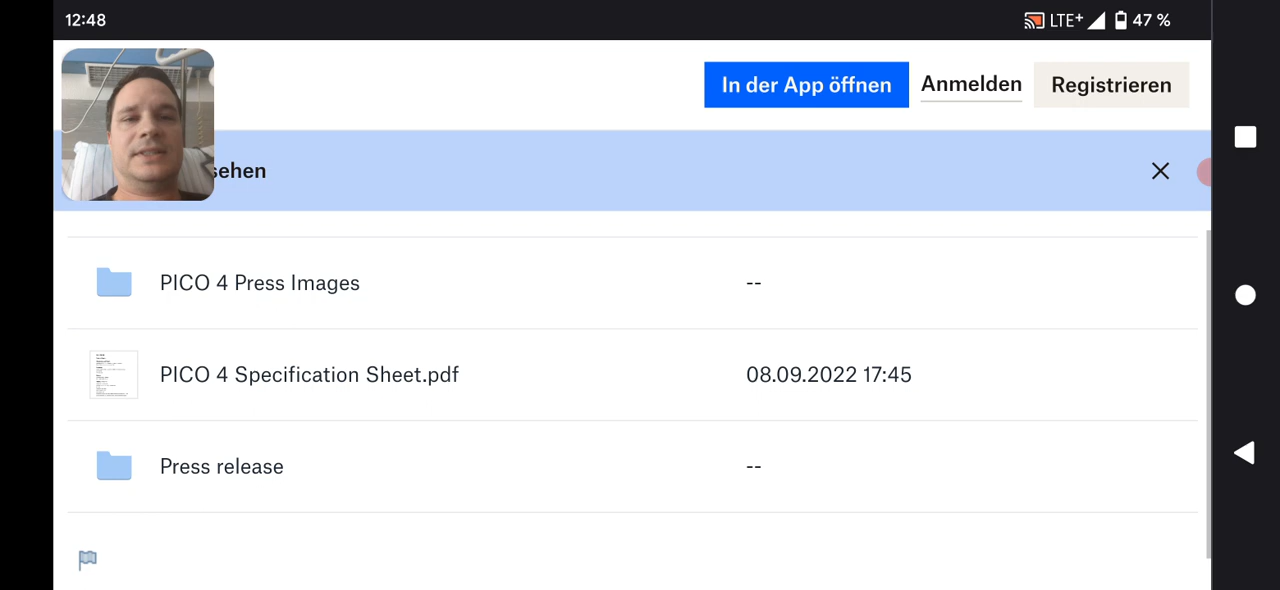 12:48
LTE+ 47 %
In der App öffnen Anmelden Registrieren
sehen
PICO 4 Press Images --
PICO 4 Specification Sheet.pdf 08.09.2022 17:45
Press release --